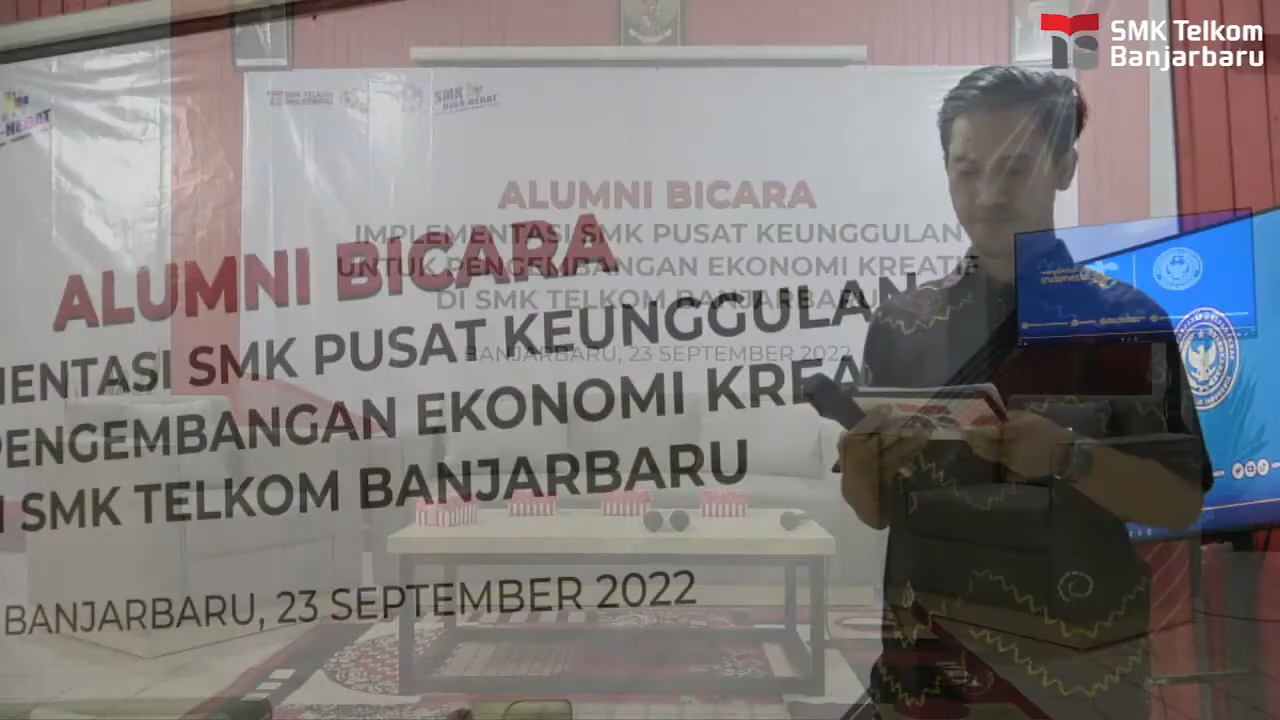 SMK Telkom
Banjarbaru
SMK
ALUMNI BICARA
IMPLEMENTASI SMK PUSAT KEUNGGULAN
UNTUK PENGEMBANGAN EKONOMI KREATIF
DI SMK TELKOM BANJARBARU
BANJARBARU, 23 SEPTEMBER 2022
ALUMNI BICARA
MENTASI SMK PUSAT KEUNGGULAN
PENGEMBANGAN EKONOMI KREA
I SMK TELKOM BANJARBARU
BANJARBARU, 23 SEPTEMBER 2022